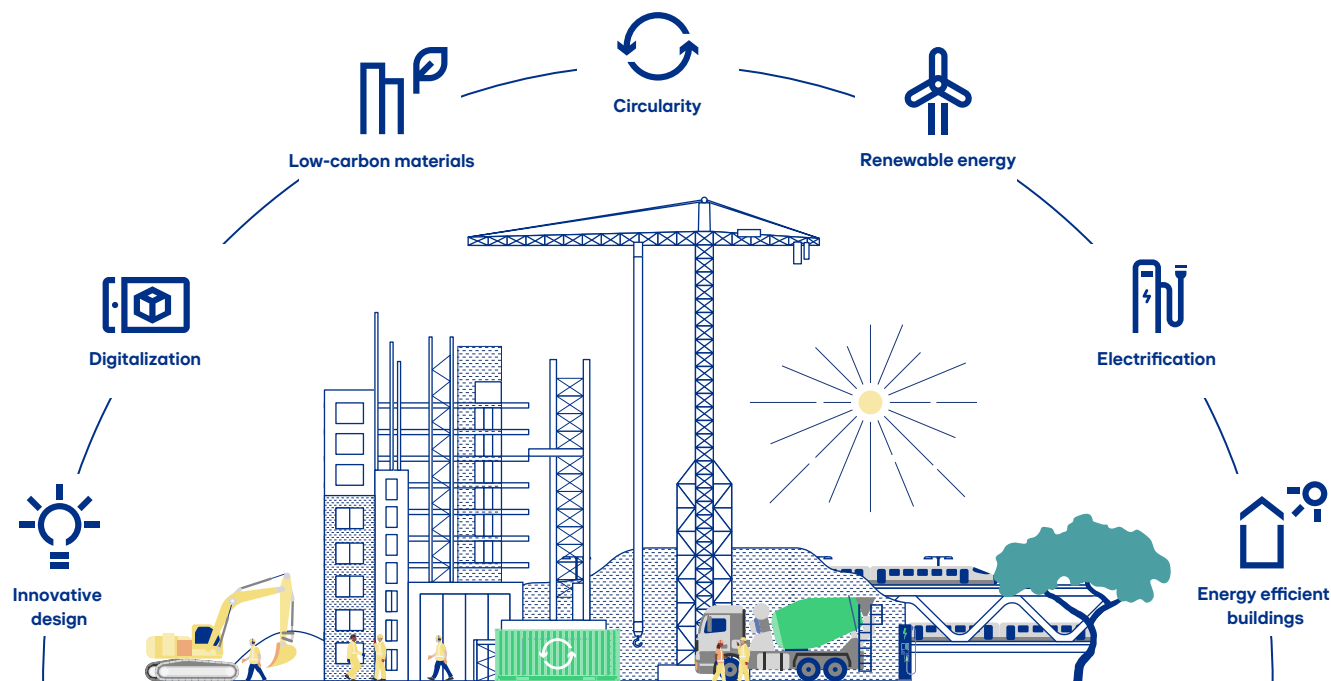 Circularity
Low-carbon materials
Renewable energy
Digitalization
Electrification
Innovative
design
Energy efficient
buildings